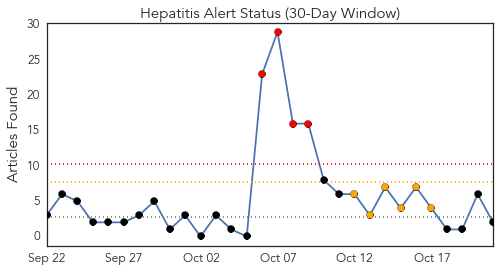 Hepatitis Alert Status (30-Day Window)
Articles Found
30
25
20
15
10
5
0
Sep 22 Sep 27 Oct 02 Oct 07 Oct 12 Oct 17